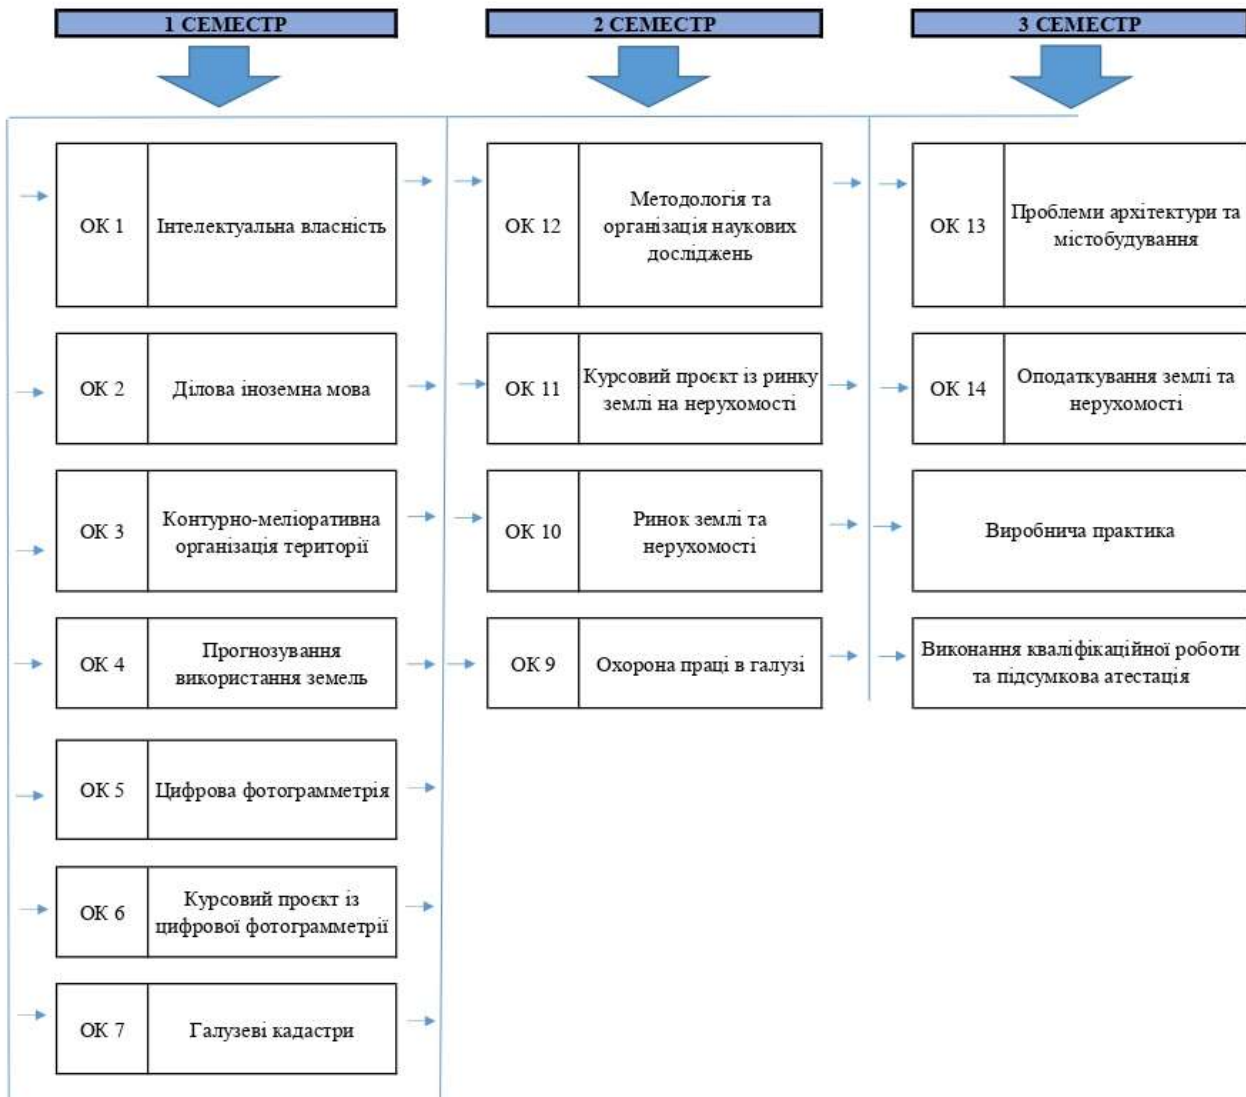 1 СЕМЕСТР
2 СЕМЕСТР
3 СЕМЕСТР
ОК 1
Інтелектуальна власність
ОК 2
Ділова іноземна мова
ОК 3
Контурно-меліоративна
організація території
ОК 4
Прогнозування
використання земель
ОК 5
Цифрова фотограмметрія
ОК 6
Курсовий проєкт із
цифрової фотограмметрії
ОК 7
Галузеві кадастри
ОК 12
Методологія та
організація наукових
досліджень
ОК 11
Курсовий проєкт із ринку
землі на нерухомості
ОК 10
Ринок землі та
нерухомості
ОК 9
Охорона праці в галузі
ОК 13
Проблеми архітектури та
містобудування
ОК 14
Оподаткування землі та
нерухомості
Виробнича практика
Виконання кваліфікаційної роботи
та підсумкова атестація